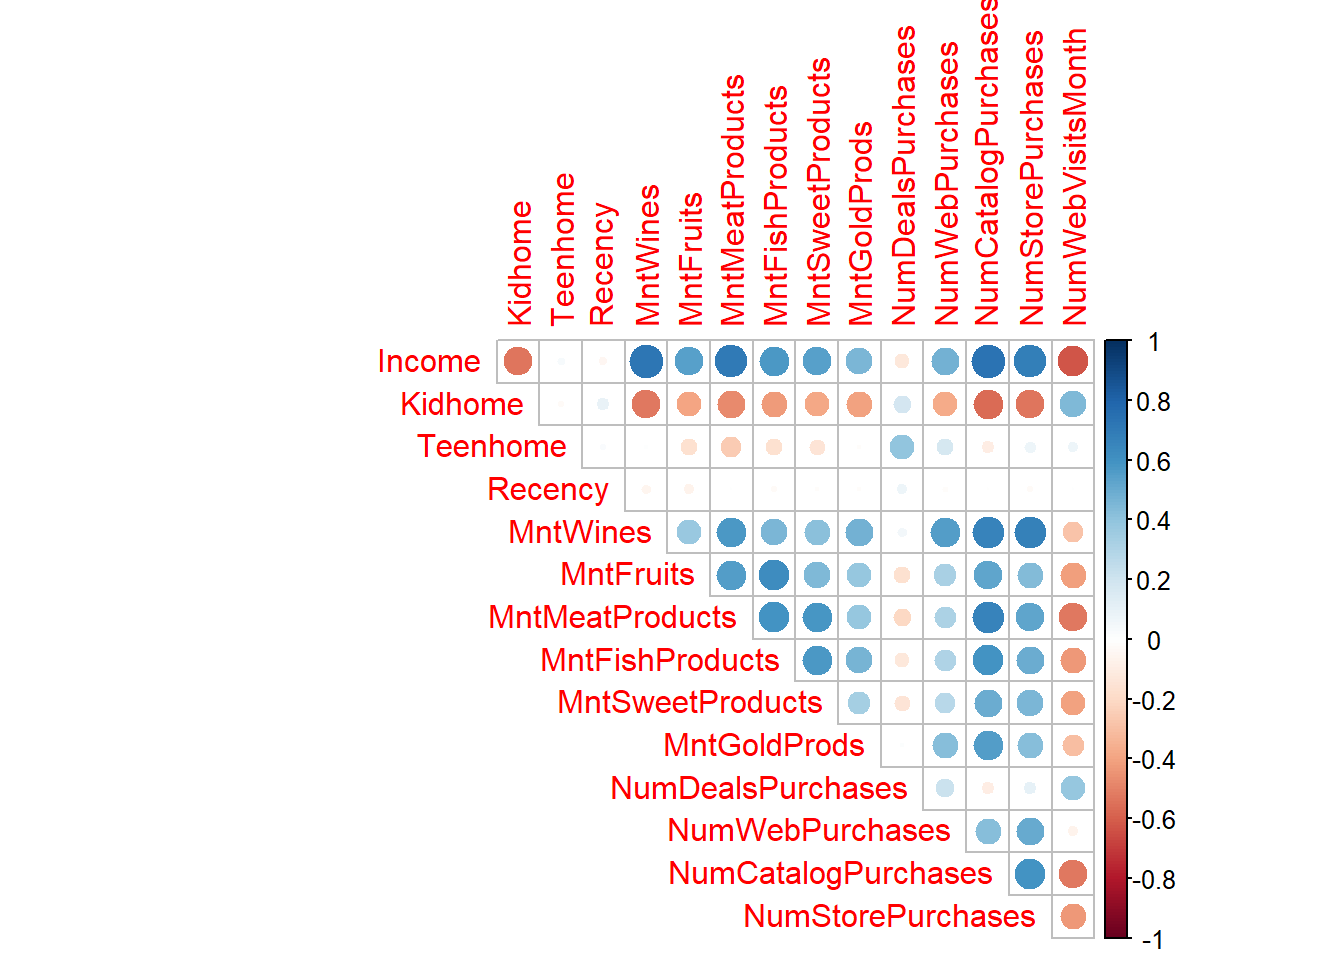 Kidhome
Teenhome
Recency
MntWines
MntFruits
MntMeatProducts
MntFishProducts
MntSweetProducts
MntGoldProds
NumDealsPurchases
NumWebPurchases
NumCatalogPurchases
NumStorePurchases
NumWebVisitsMonth
Income
Kidhome
Teenhome
Recency
MntWines
MntFruits
MntMeatProducts
MntFishProducts
MntSweetProducts
MntGoldProds
NumDealsPurchases
NumWebPurchases
NumCatalogPurchases
NumStorePurchases
1
0.8
0.6
0.4
0.2
0
-0.2
-0.4
-0.6
-0.8
-1